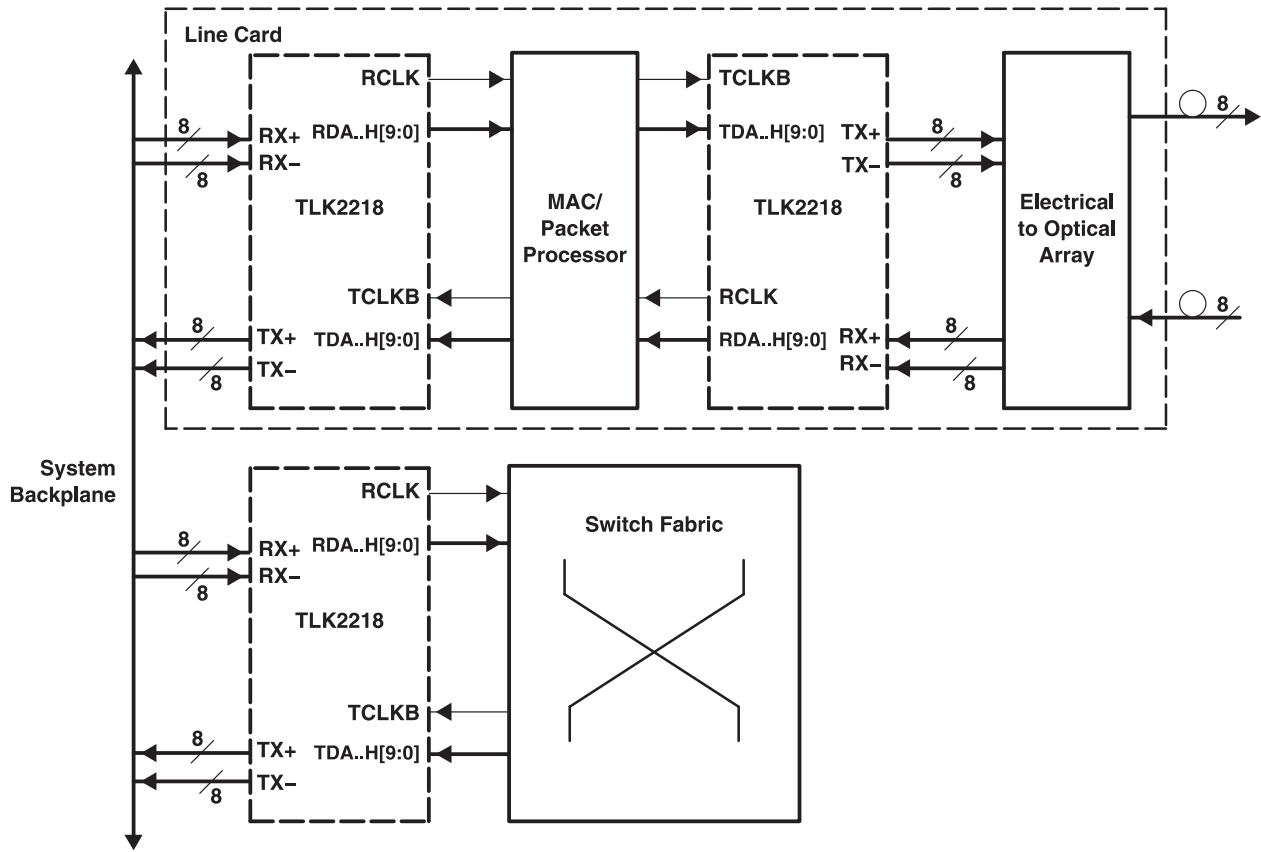 Line Card
RCLK
TCLKB
8
RX+
RDA..H[9:0]
TDA..H[9:0]
TX+
8
8
RX–
8
TX–
8
TLK2218
MAC/
Packet
Processor
TLK2218
Electrical
to Optical
Array
TCLKB
RCLK
8
8
TX+
TDA..H[9:0]
RDA..H[9:0]
RX+
8
TX–
8
RX–
8
System
Backplane
RCLK
Switch Fabric
8
RX+
RDA..H[9:0]
RX–
8
TLK2218
TCLKB
8
TX+
TDA..H[9:0]
TX–
8